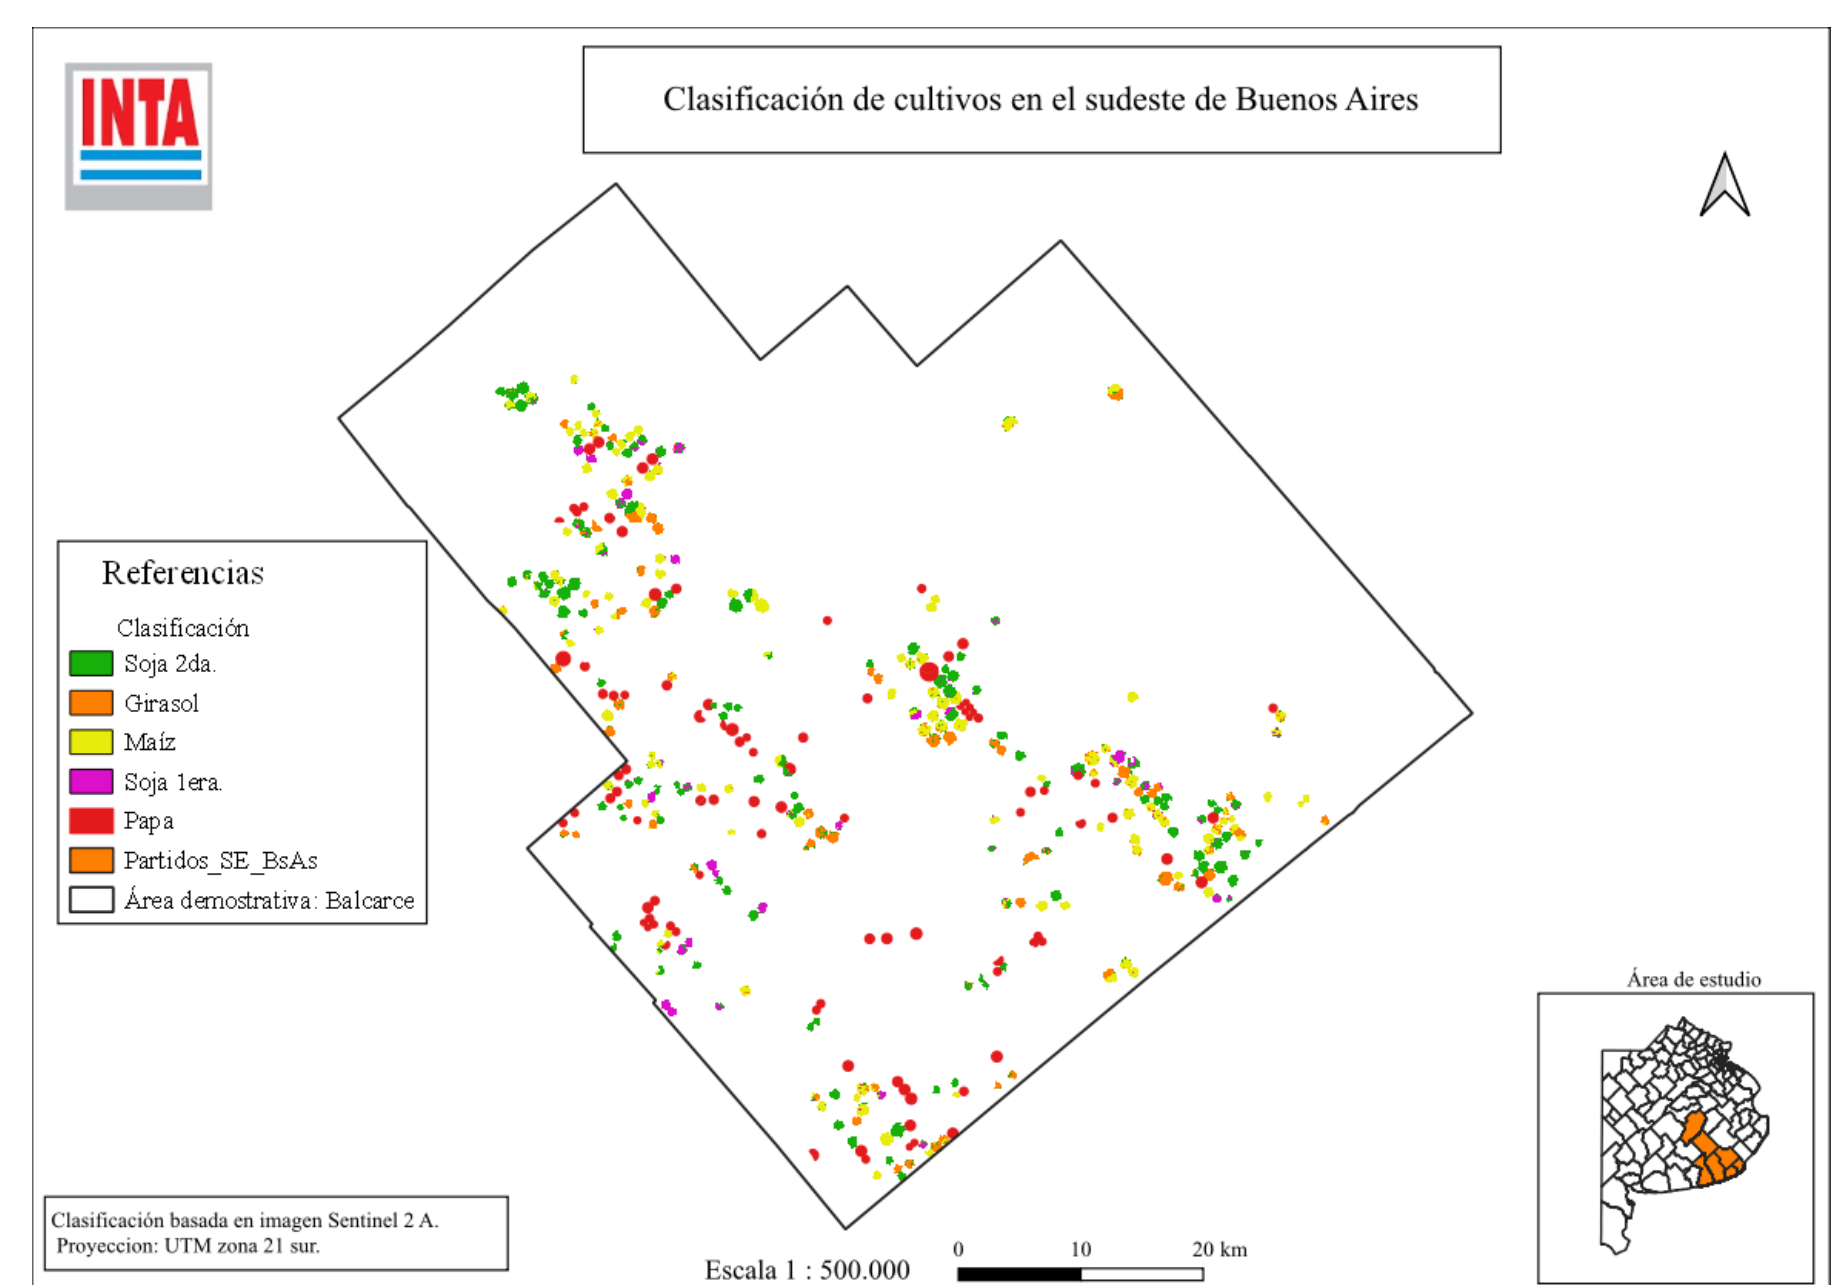 INTA
Clasificación de cultivos en el sudeste de Buenos Aires
Referencias
Clasificación
Soja 2da.
Girasol
Maíz
Soja 1era.
Papa
Partidos_SE_BsAs
Área demostrativa: Balcarce
Área de estudio
Clasificación basada en imagen Sentinel 2 A.
Proyeccion: UTM zona 21 sur.
Escala 1 : 500.000
0 10 20 km